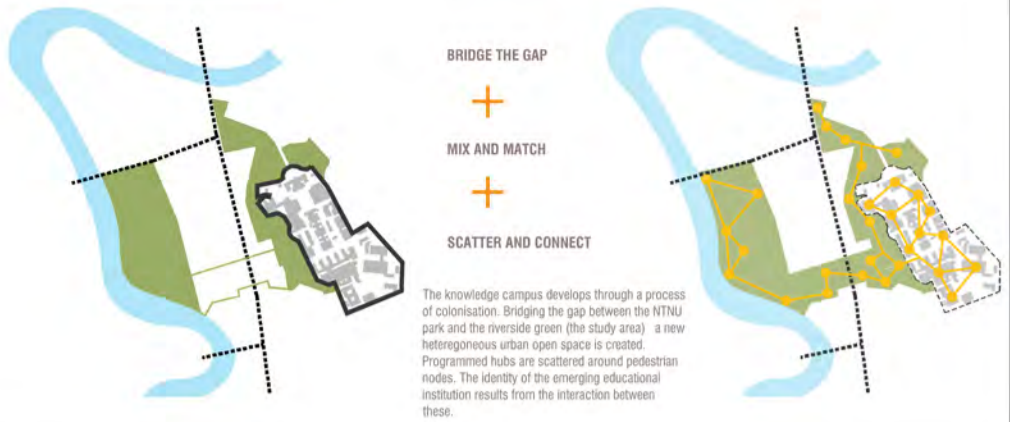 BRIDGE THE GAP
+
MIX AND MATCH
+
SCATTER AND CONNECT
The knowledge campus develops through a process
of colonisation. Bridging the gap between the NTNU
park and the riverside green (the study area) a new
heteregoneous urban open space is created.
Programmed hubs are scattered around pedestrian
nodes. The identity of the emerging educational
institution results from the interaction between
these.